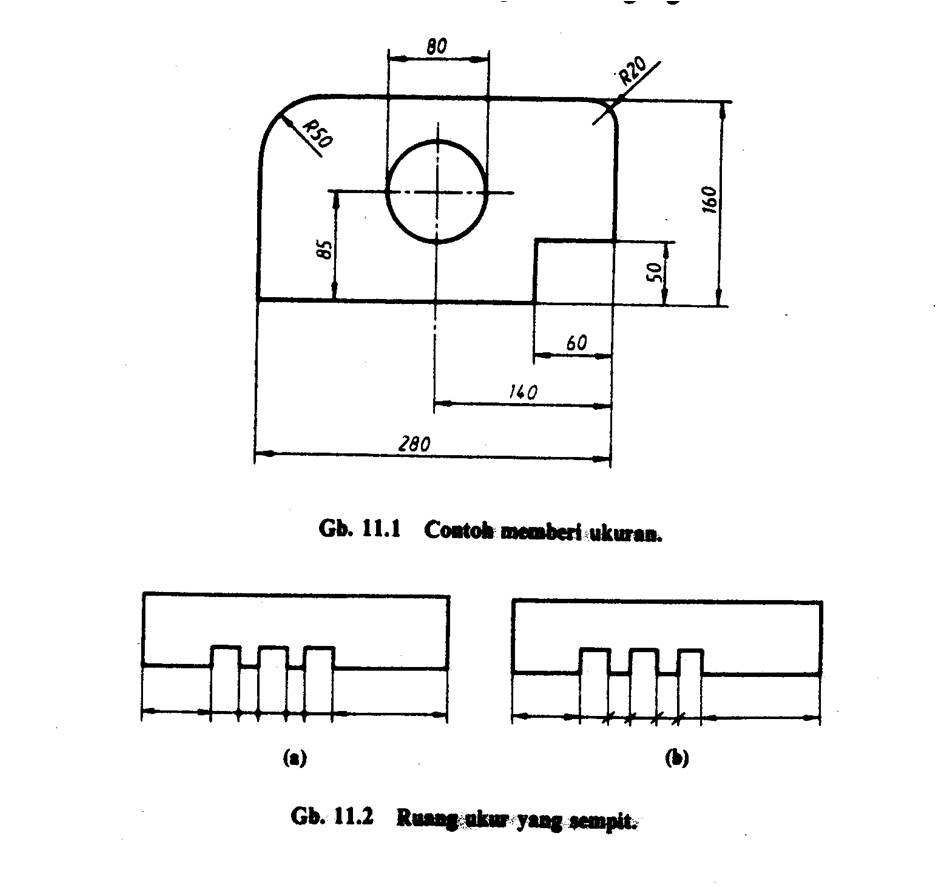 80
R20
R50
160
85
50
60
140
280
Gb. 11.1 Contoh memberi ukuran.
(a) (b)
Gb. 11.2 Ruang ukur yang sempit.